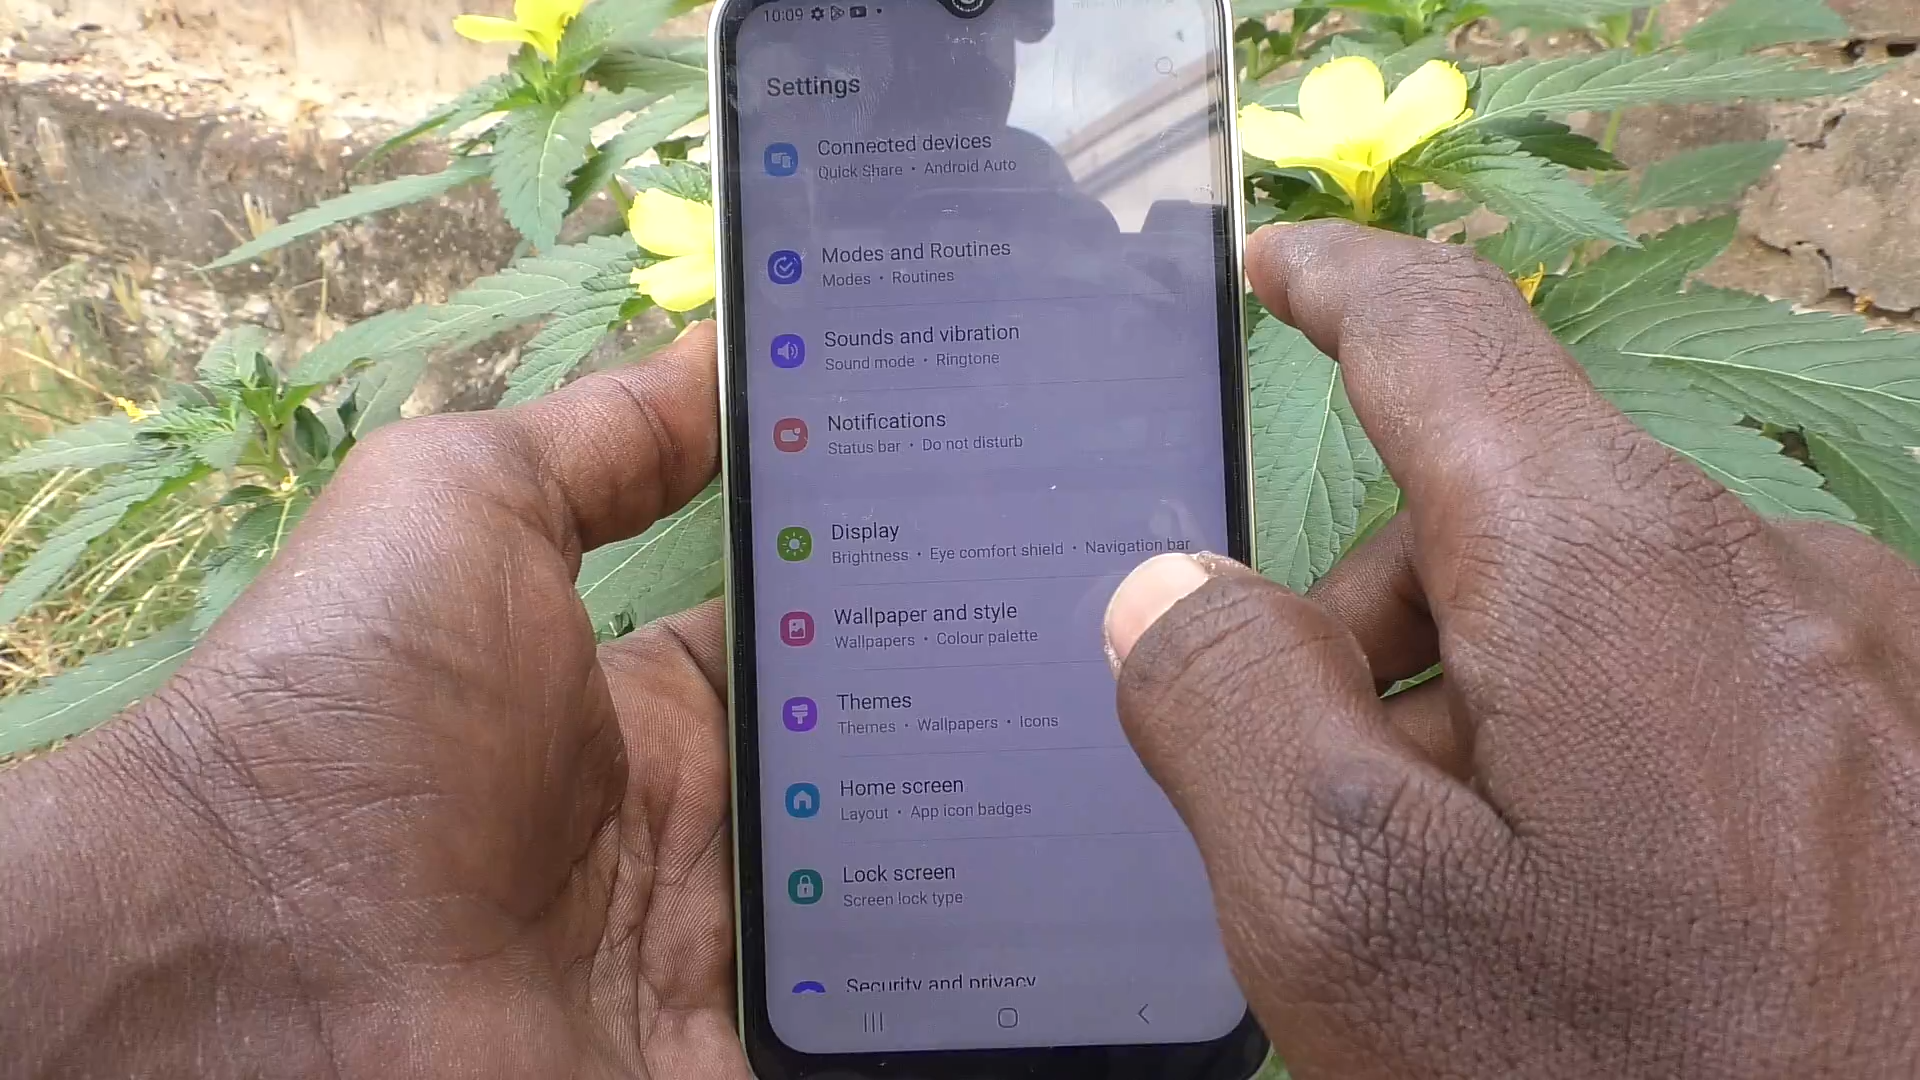 10:09
Settings
Connected devices
Quick Share • Android Auto
Modes and Routines
Modes • Routines
Sounds and vibration
Sound mode • Ringtone
Notifications
Status bar • Do not disturb
Display
Brightness • Eye comfort shield • Navigation bar
Wallpaper and style
Wallpapers • Colour palette
Themes
Themes • Wallpapers • Icons
Home screen
Layout • App icon badges
Lock screen
Screen lock type
Security and privacy